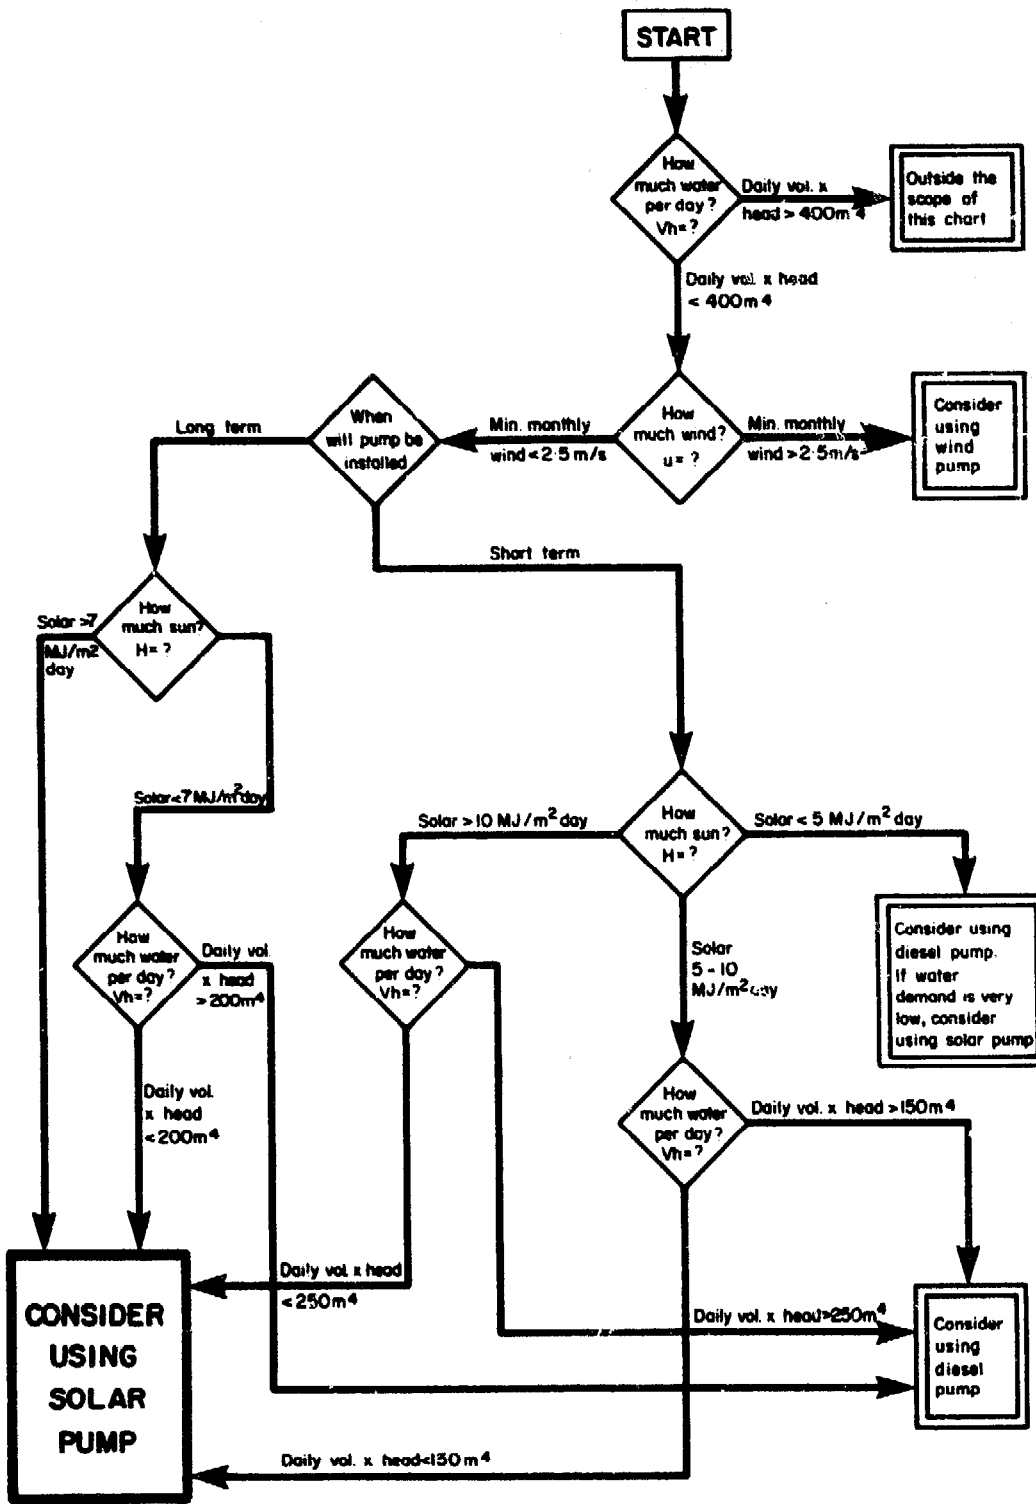 START
How
much water
per day?
Vh=?
Daily vol. x
head > 400m4
Outside the
scope of
this chart
Daily vol. x head
< 400m4
When
will pump be
installed
Long term
Min. monthly
wind < 2·5 m/s
How
much wind?
u = ?
Min. monthly
wind > 2·5m/s
Consider
using
wind
pump
Short term
How
much sun?
H = ?
Solar >7
MJ/m2
day
Solar<7 MJ/m2day
Solar >10 MJ/m2 day
How
much sun?
H = ?
Solar < 5 MJ/m2 day
How
much water
per day?
Vh=?
Daily vol.
x head
> 200m4
How
much water
per day?
Vh=?
Solar
5 - 10
MJ/m2day
Consider using
diesel pump.
If water
demand is very
low, consider
using solar pump
Daily vol.
x head
< 200m4
How
much water
per day?
Vh = ?
Daily vol. x head >150m4
CONSIDER
USING
SOLAR
PUMP
Daily vol. x head
< 250m4
Daily vol. x head>250m4
Consider
using
diesel
pump
Daily vol. x head<150m4